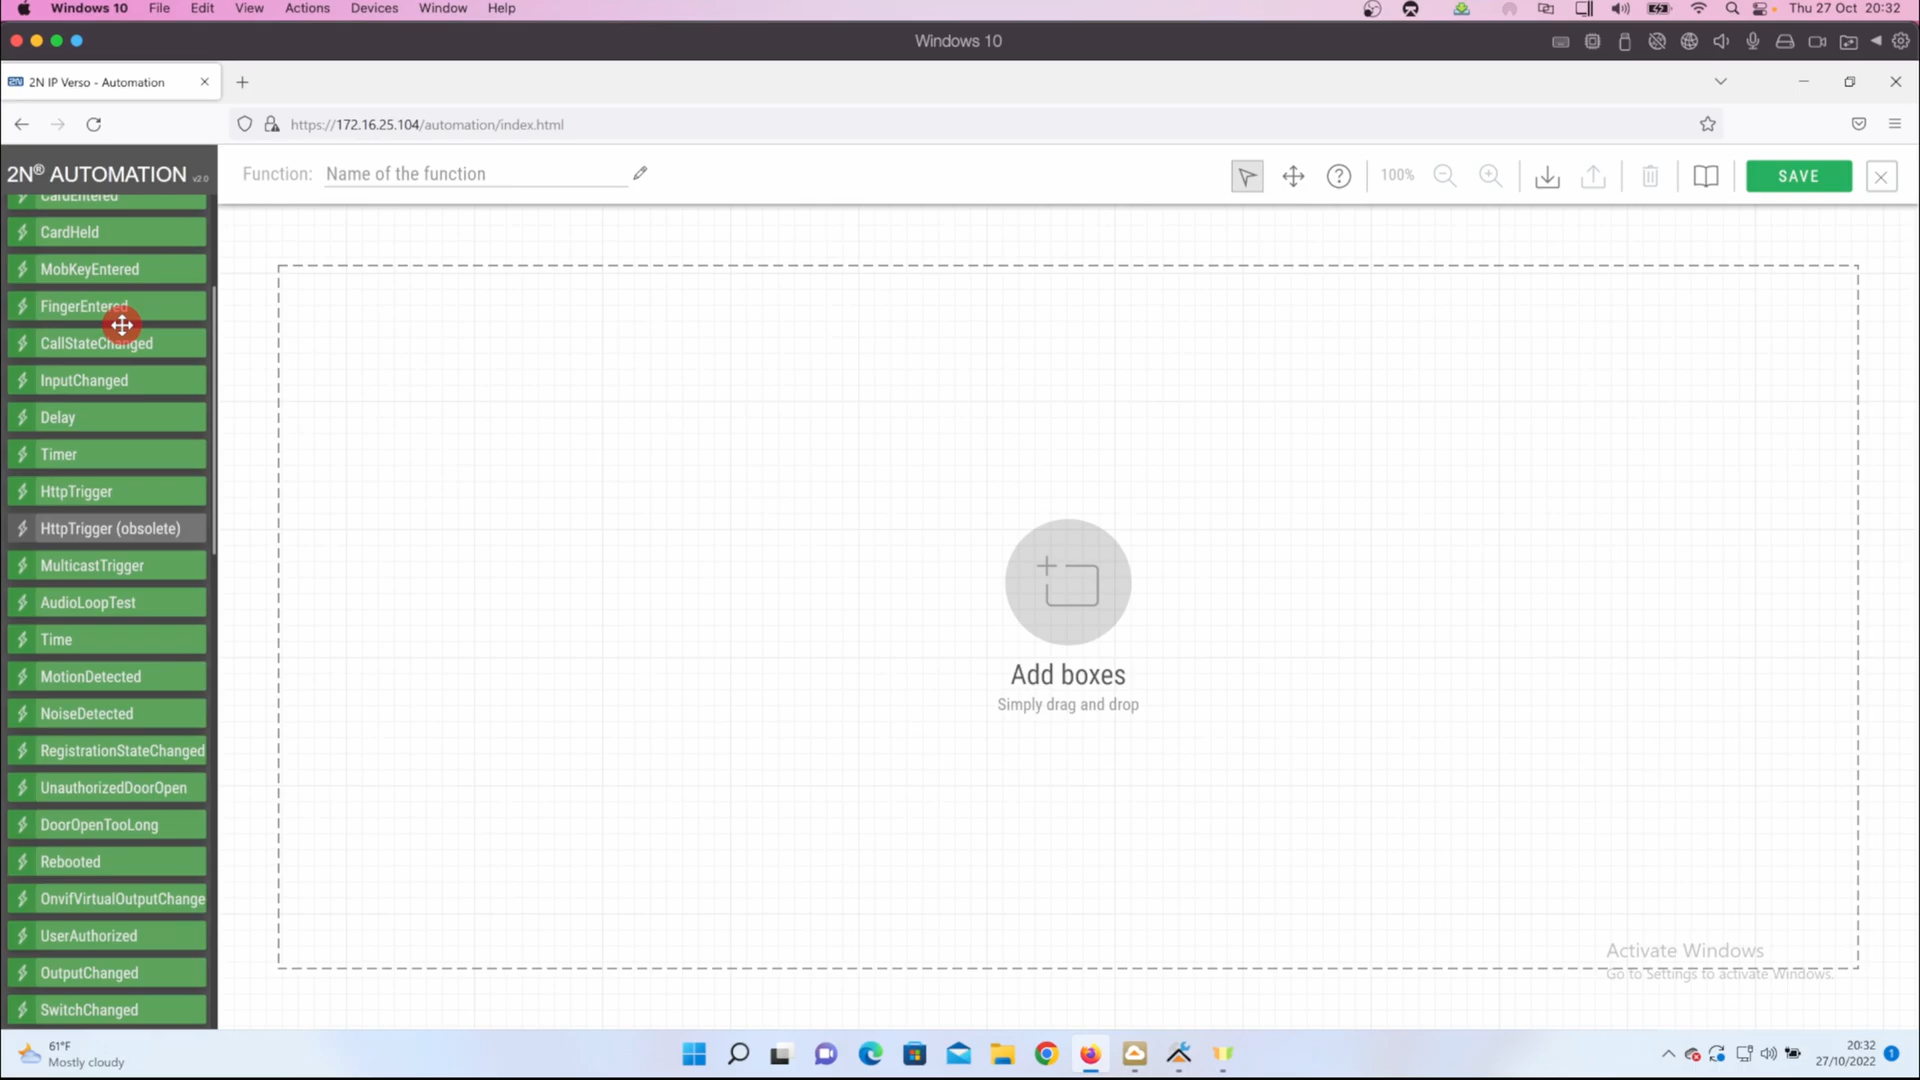 Windows 10 File Edit View Actions Devices Window Help Thu 27 Oct 20:32
Windows 10
2N IP Verso - Automation
https://172.16.25.104/automation/index.html
2N® AUTOMATION v2.0
Function: Name of the function 100% SAVE
CardEntered
CardHeld
MobKeyEntered
FingerEntered
CallStateChanged
InputChanged
Delay
Timer
HttpTrigger
HttpTrigger (obsolete)
MulticastTrigger
AudioLoopTest
Time
MotionDetected
NoiseDetected
RegistrationStateChanged
UnauthorizedDoorOpen
DoorOpenTooLong
Rebooted
OnvifVirtualOutputChange
UserAuthorized
OutputChanged
SwitchChanged
Add boxes
Simply drag and drop
Activate Windows
Go to Settings to activate Windows.
61°F
Mostly cloudy
20:32
27/10/2022
1